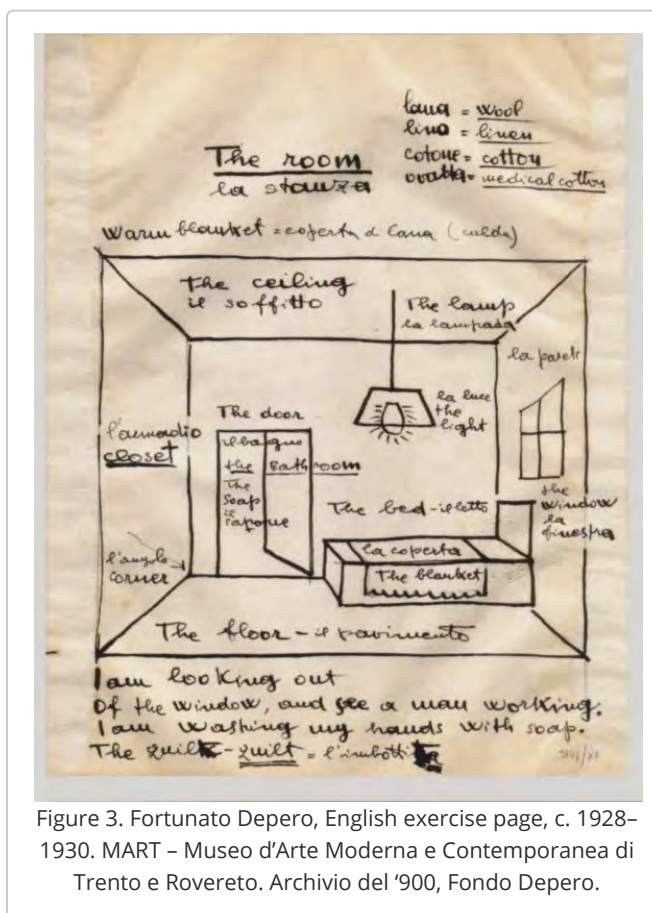 lana = wool
lino = linen
cotone = cotton
ovatta = medical cotton
The room
la stanza
Warm blanket = coperta di lana (calda)
the ceiling
il soffitto
The lamp
la lampada
la parete
la luce
the
light
The door
il bagno
the Bathroom
The
soap
il
sapone
l'armadio
closet
The bed - il letto
the
window
la
finestra
la coperta
The blanket
l'angolo
corner
The floor - il pavimento
I am looking out
Of the window, and see a man working.
I am washing my hands with soap.
The quilt - quilt = l'imbottita
Figure 3. Fortunato Depero, English exercise page, c. 1928–
1930. MART – Museo d’Arte Moderna e Contemporanea di
Trento e Rovereto. Archivio del ‘900, Fondo Depero.